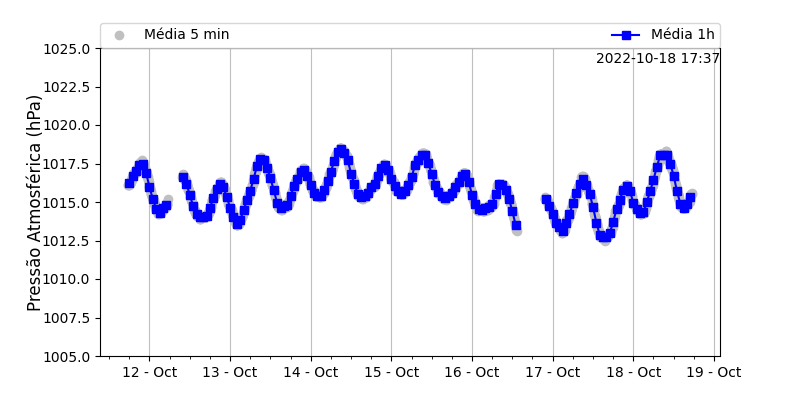 Média 5 min
Média 1h
2022-10-18 17:37
Pressão Atmosférica (hPa)
1025.0
1022.5
1020.0
1017.5
1015.0
1012.5
1010.0
1007.5
1005.0
12 - Oct
13 - Oct
14 - Oct
15 - Oct
16 - Oct
17 - Oct
18 - Oct
19 - Oct